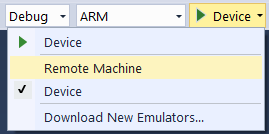 Debug ARM Device
Device
Remote Machine
Device
Download New Emulators...